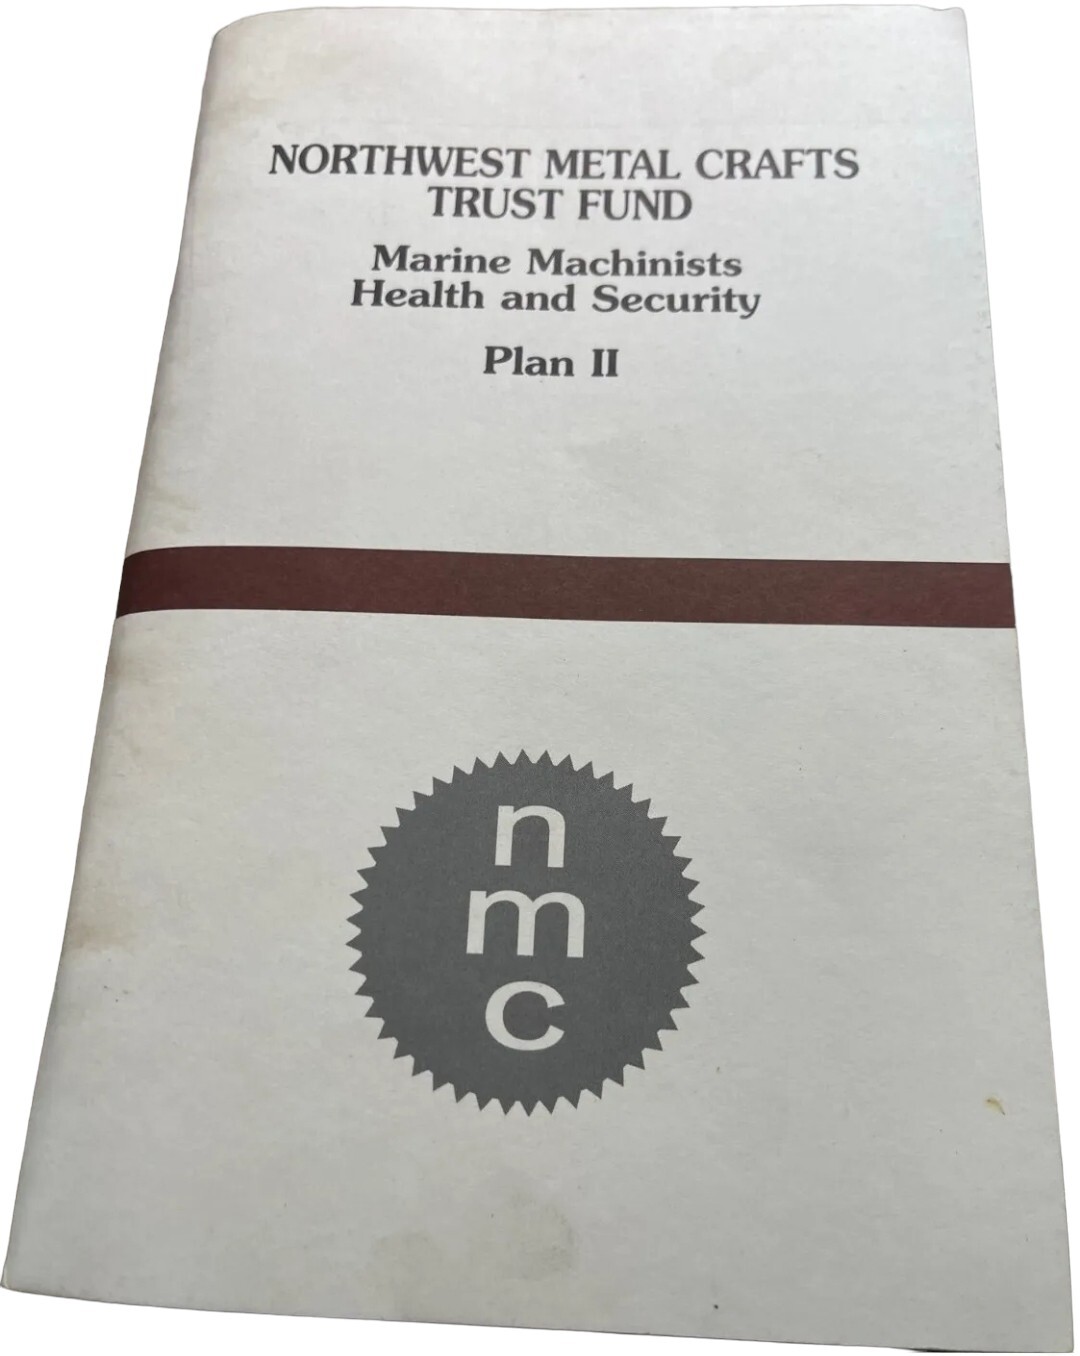 NORTHWEST METAL CRAFTS
TRUST FUND
Marine Machinists
Health and Security
Plan II
n
m
c